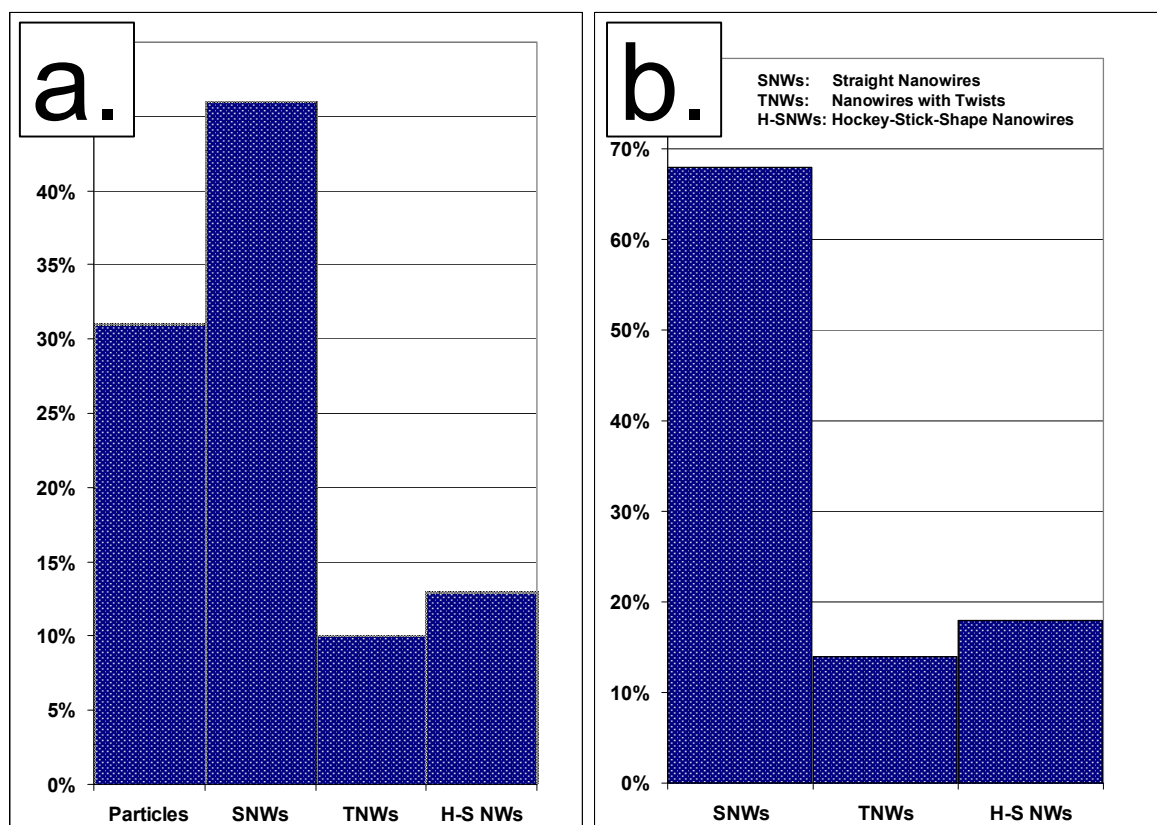 a.
40%
35%
30%
25%
20%
15%
10%
5%
0%
Particles SNWs TNWs H-S NWs
b.
SNWs: Straight Nanowires
TNWs: Nanowires with Twists
H-SNWs: Hockey-Stick-Shape Nanowires
70%
60%
50%
40%
30%
20%
10%
0%
SNWs TNWs H-S NWs